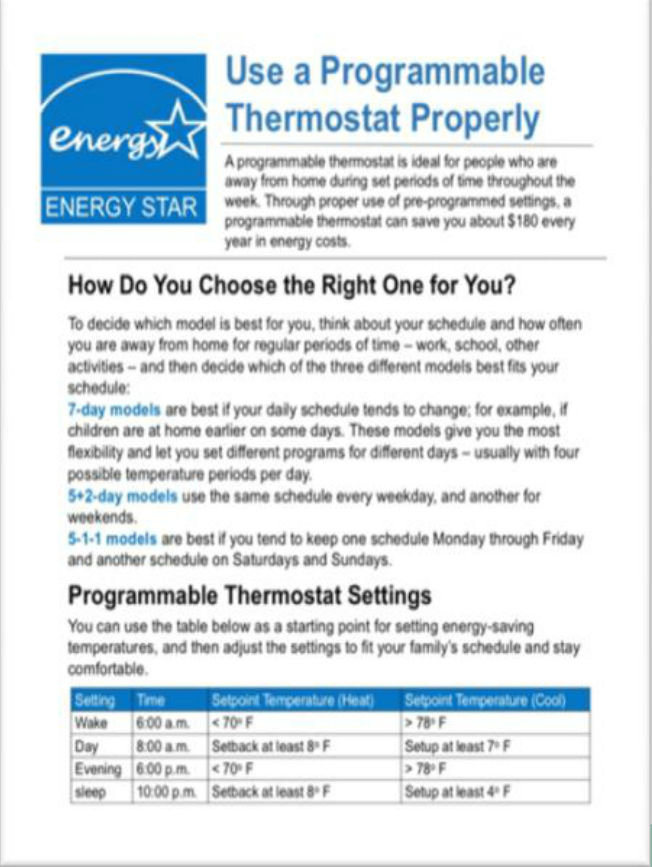 Use a Programmable
Thermostat Properly
energy
ENERGY STAR
A programmable thermostat is ideal for people who are
away from home during set periods of time throughout the
week. Through proper use of pre-programmed settings, a
programmable thermostat can save you about $180 every
year in energy costs.
How Do You Choose the Right One for You?
To decide which model is best for you, think about your schedule and how often
you are away from home for regular periods of time – work, school, other
activities – and then decide which of the three different models best fits your
schedule:
7-day models are best if your daily schedule tends to change; for example, if
children are at home earlier on some days. These models give you the most
flexibility and let you set different programs for different days – usually with four
possible temperature periods per day.
5+2-day models use the same schedule every weekday, and another for
weekends.
5-1-1 models are best if you tend to keep one schedule Monday through Friday
and another schedule on Saturdays and Sundays.
Programmable Thermostat Settings
You can use the table below as a starting point for setting energy-saving
temperatures, and then adjust the settings to fit your family's schedule and stay
comfortable.
Setting Time Setpoint Temperature (Heat) Setpoint Temperature (Cool)
Wake 6:00 a.m. < 70° F > 78° F
Day 8:00 a.m. Setback at least 8° F Setup at least 7° F
Evening 6:00 p.m. < 70° F > 78° F
sleep 10:00 p.m. Setback at least 8° F Setup at least 4° F